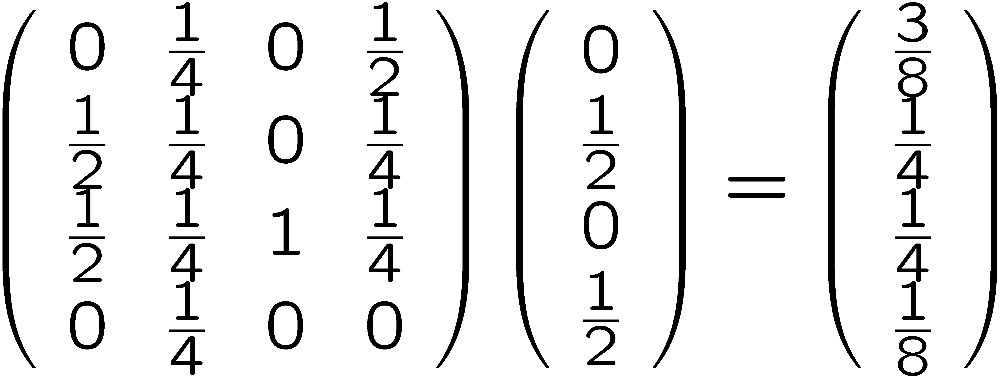 ( 0 1/4 0 1/2 ) ( 0 ) = ( 3/8 )
( 1/2 1/4 0 1/4 ) ( 1/2 ) ( 1/4 )
( 1/2 1/4 1 1/4 ) ( 0 ) ( 1/4 )
( 0 1/4 0 0 ) ( 1/2 ) ( 1/8 )